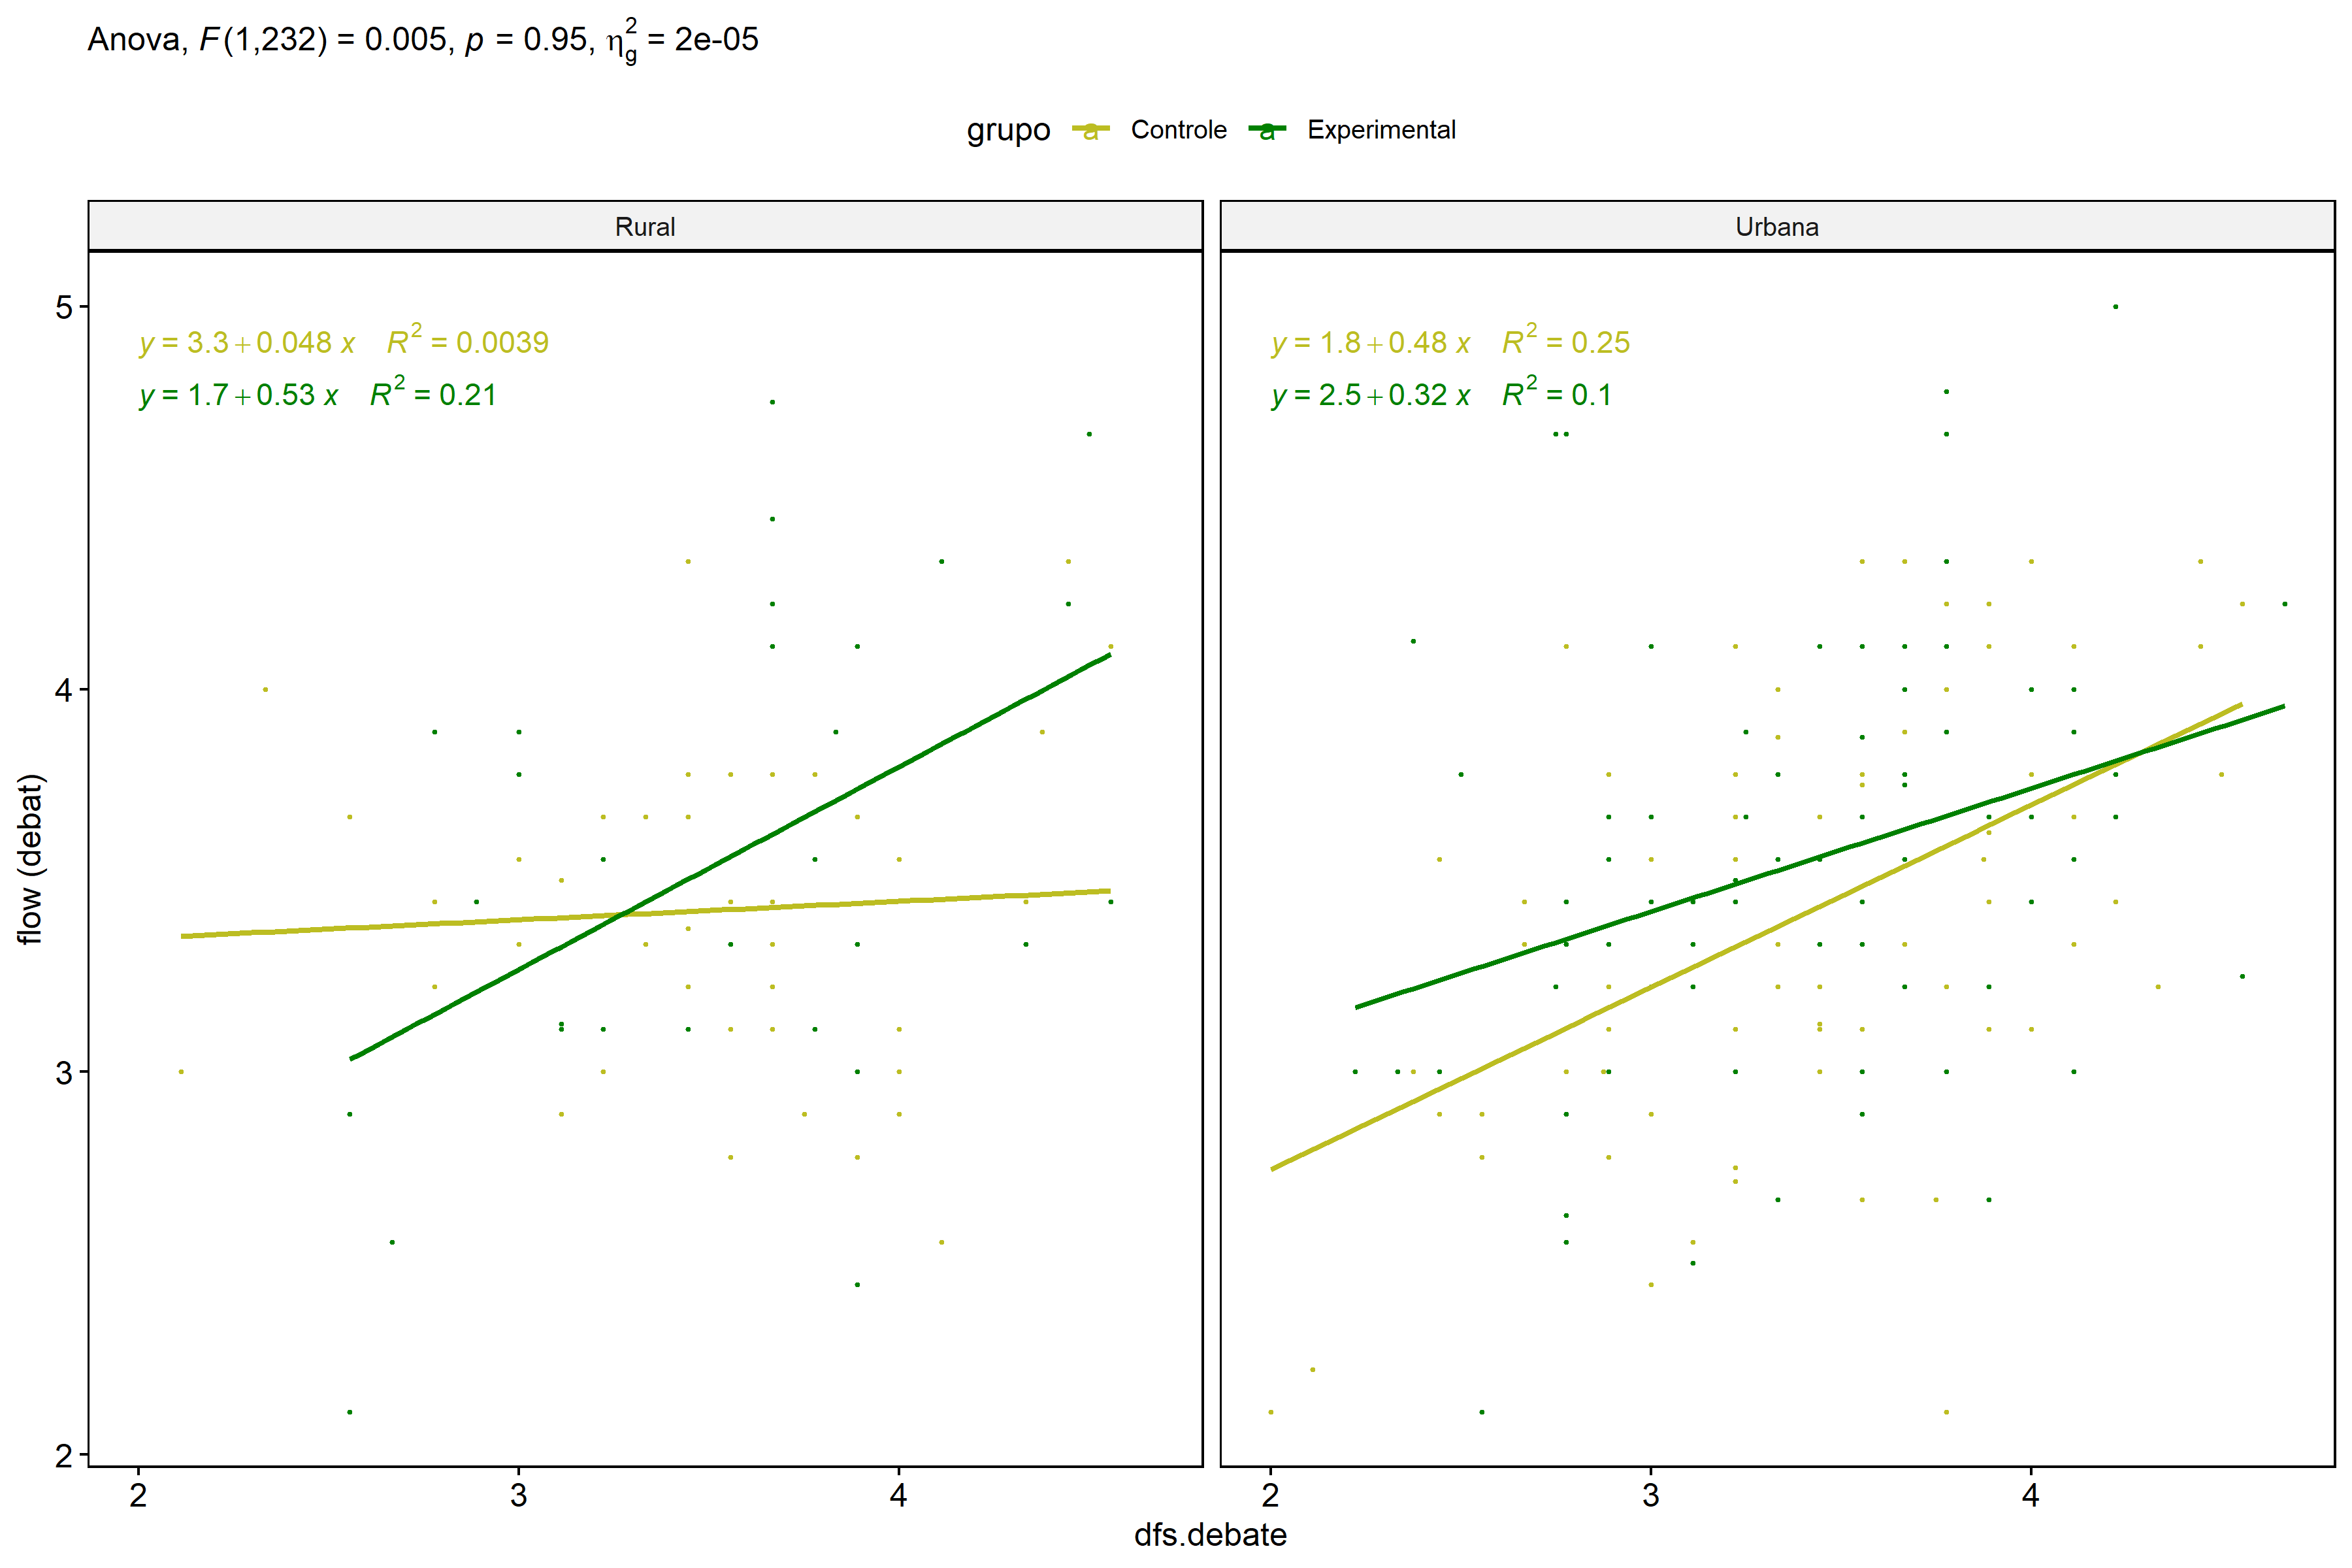 Anova, F(1,232) = 0.005, p = 0.95, η²g = 2e-05
grupo a Controle a Experimental
Rural
Urbana
y = 3.3 + 0.048 x R² = 0.0039
y = 1.7 + 0.53 x R² = 0.21
y = 1.8 + 0.48 x R² = 0.25
y = 2.5 + 0.32 x R² = 0.1
5
4
3
2
flow (debat)
2 3 4
2 3 4
dfs.debate